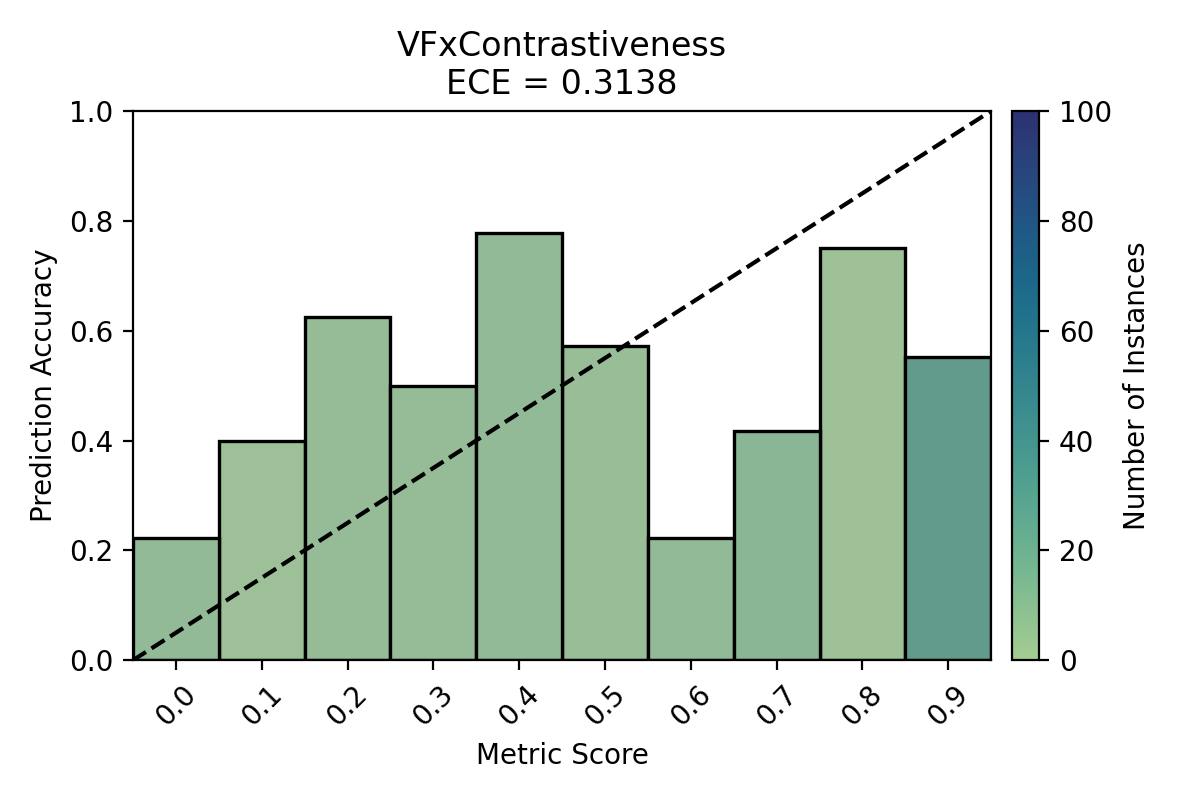 VFxContrastiveness
ECE = 0.3138
Prediction Accuracy
1.0
0.8
0.6
0.4
0.2
0.0
0.0 0.1 0.2 0.3 0.4 0.5 0.6 0.7 0.8 0.9
Metric Score
100
80
60
40
20
0
Number of Instances